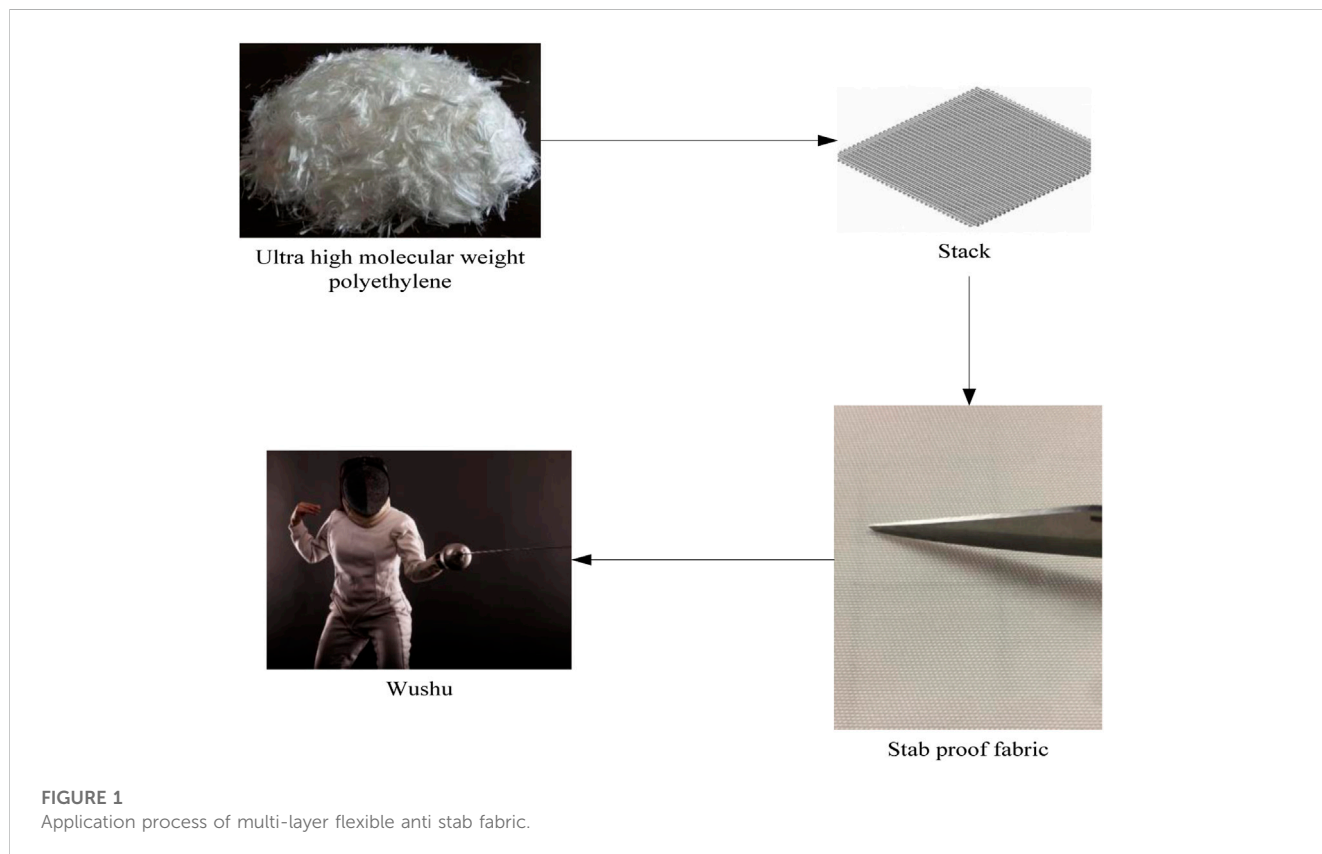 Ultra high molecular weight
polyethylene
Stack
Wushu
Stab proof fabric
FIGURE 1
Application process of multi-layer flexible anti stab fabric.